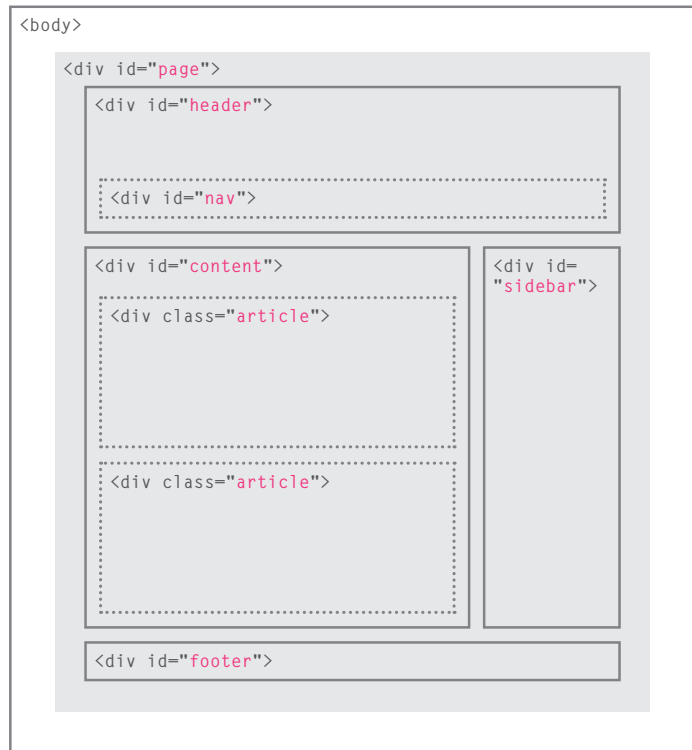 <body>
<div id="page">
<div id="header">
<div id="nav">
<div id="content">
<div class="article">
<div class="article">
<div id=
"sidebar">
<div id="footer">